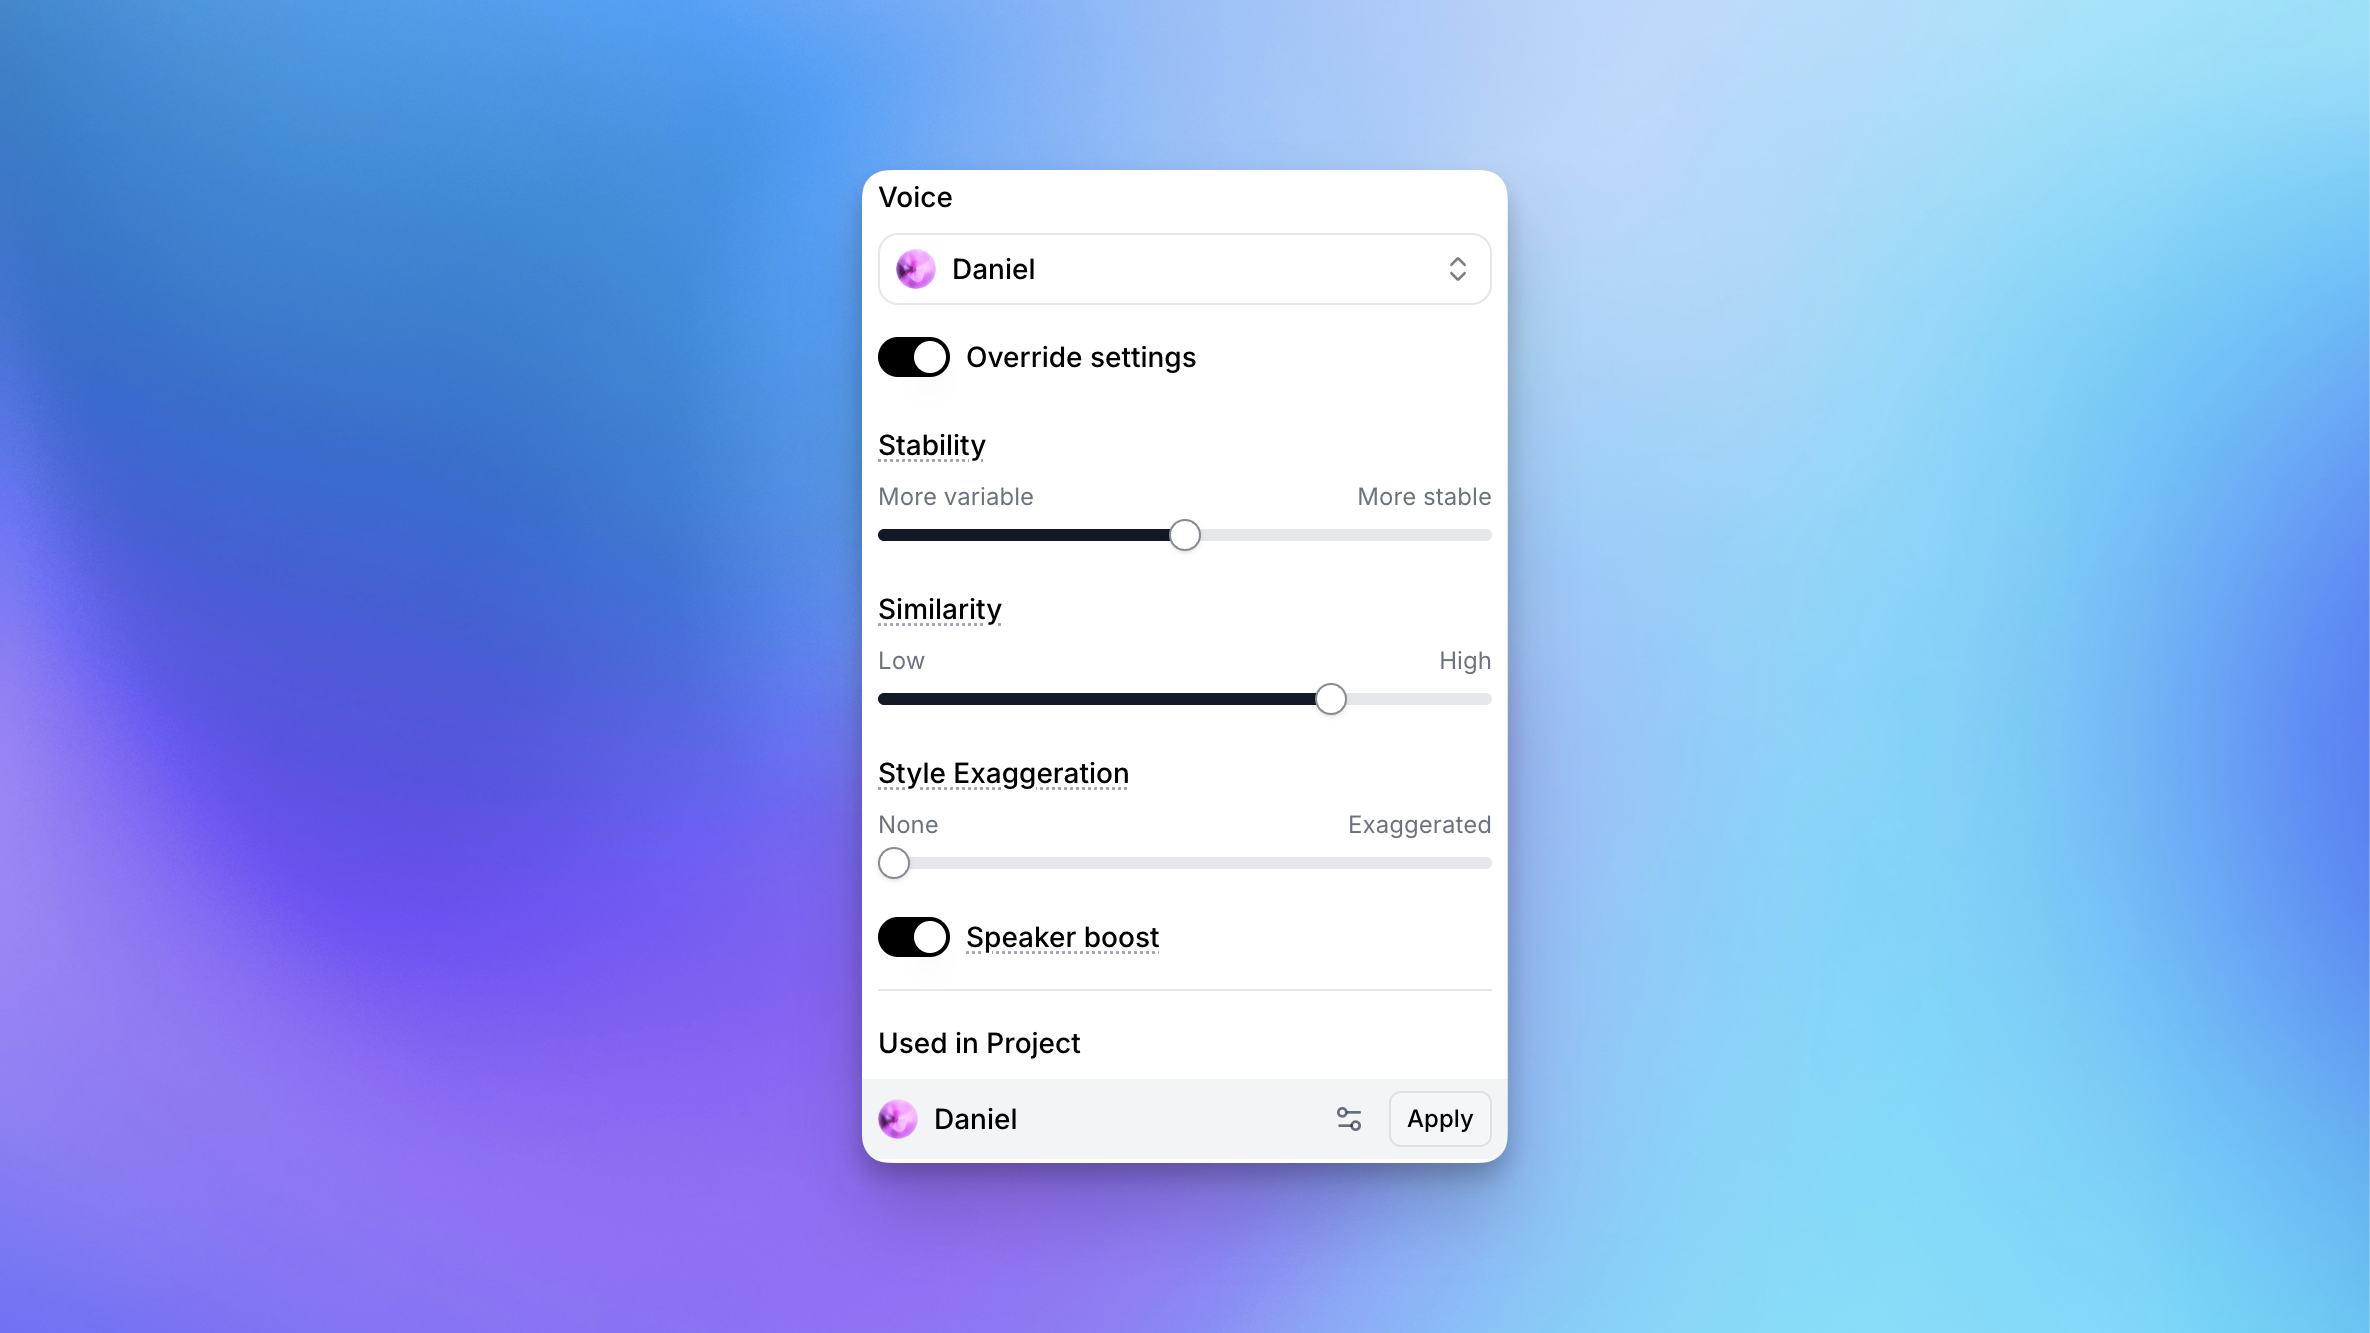 Voice
Daniel
Override settings
Stability
More variable More stable
Similarity
Low High
Style Exaggeration
None Exaggerated
Speaker boost
Used in Project
Daniel Apply